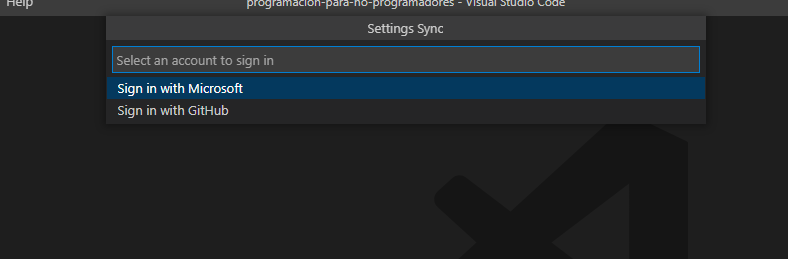 Help programacion-para-no-programadores - Visual Studio Code
Settings Sync
Select an account to sign in
Sign in with Microsoft
Sign in with GitHub